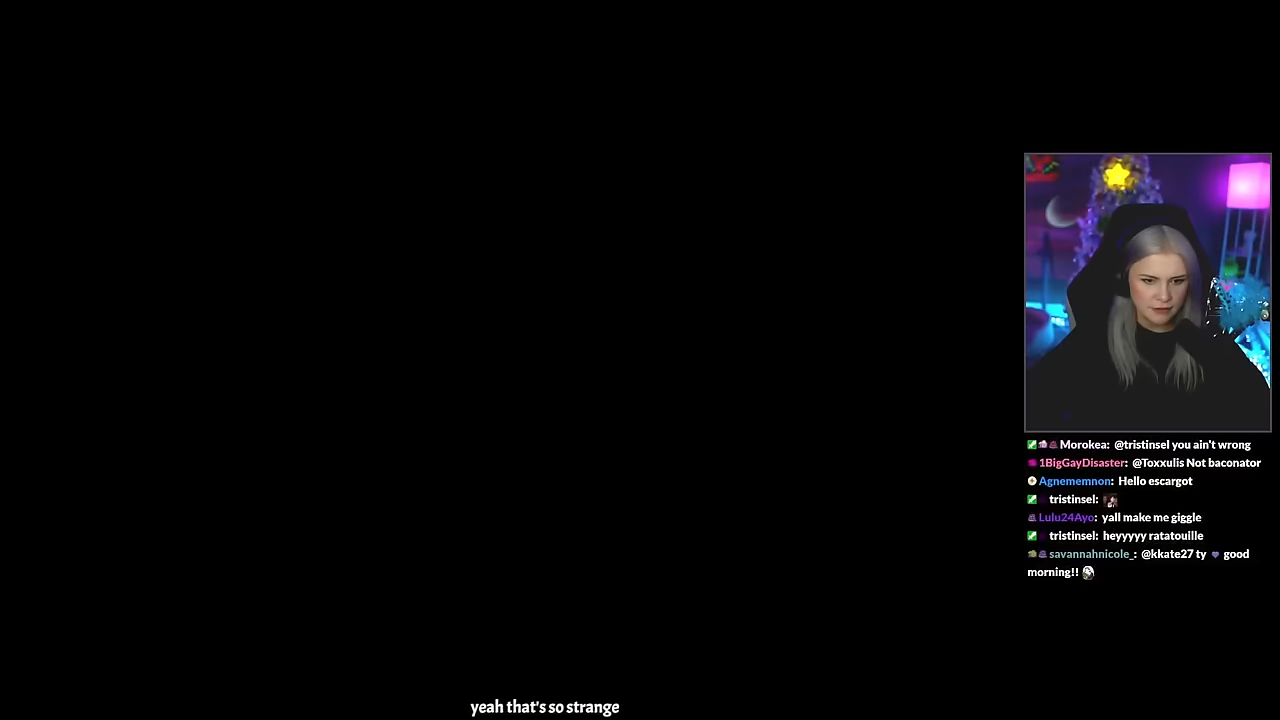 Morokea: @tristinsel you ain't wrong
1BigGayDisaster: @Toxxulis Not baconator
Agnememnon: Hello escargot
tristinsel:
Lulu24Ayo: yall make me giggle
tristinsel: heyyyyy ratatouille
savannahnicole_: @kkate27 ty good
morning!!
yeah that's so strange